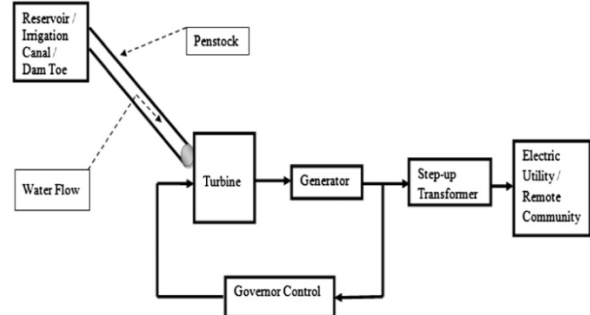 Reservoir /
Irrigation
Canal /
Dam Toe
Penstock
Water Flow
Turbine
Generator
Step-up
Transformer
Electric
Utility /
Remote
Community
Governor Control